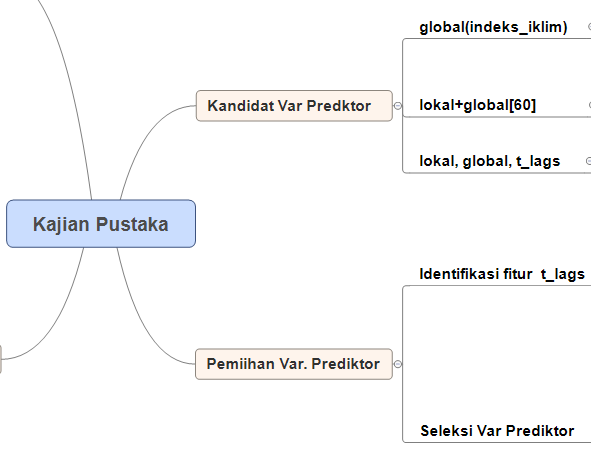 global(indeks_iklim)
Kandidat Var Predktor
lokal+global[60]
lokal, global, t_lags
Kajian Pustaka
Identifikasi fitur t_lags
Pemiihan Var. Prediktor
Seleksi Var Prediktor